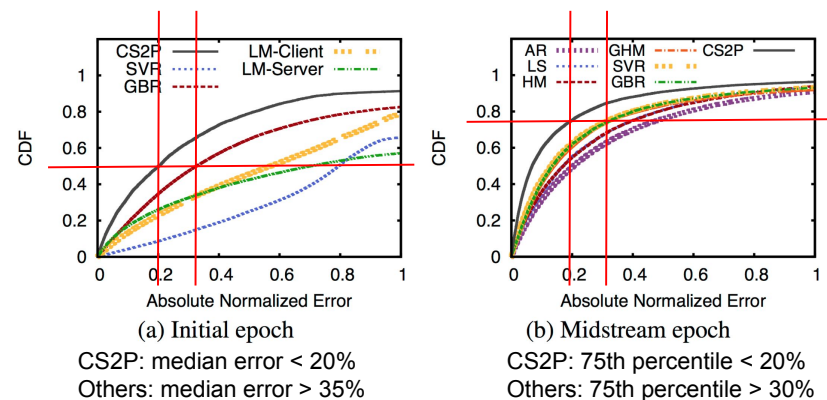 CS2P
SVR
GBR
LM-Client
LM-Server
CDF
1
0.8
0.6
0.4
0.2
0
0
0.2
0.4
0.6
0.8
1
Absolute Normalized Error
(a) Initial epoch
CS2P: median error < 20%
Others: median error > 35%
AR
LS
HM
GHM
SVR
GBR
CS2P
CDF
1
0.8
0.6
0.4
0.2
0
0
0.2
0.4
0.6
0.8
1
Absolute Normalized Error
(b) Midstream epoch
CS2P: 75th percentile < 20%
Others: 75th percentile > 30%